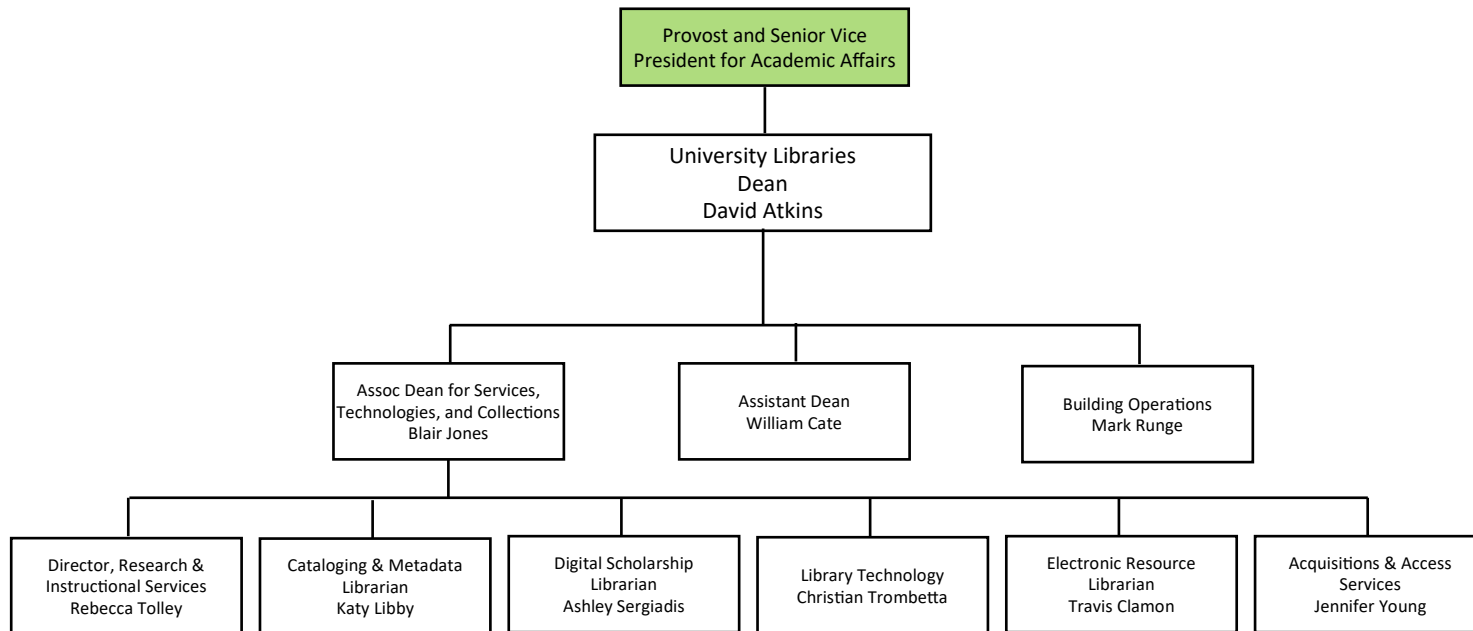 Provost and Senior Vice
President for Academic Affairs
University Libraries
Dean
David Atkins
Assoc Dean for Services,
Technologies, and Collections
Blair Jones
Assistant Dean
William Cate
Building Operations
Mark Runge
Director, Research &
Instructional Services
Rebecca Tolley
Cataloging & Metadata
Librarian
Katy Libby
Digital Scholarship
Librarian
Ashley Sergiadis
Library Technology
Christian Trombetta
Electronic Resource
Librarian
Travis Clamon
Acquisitions & Access
Services
Jennifer Young